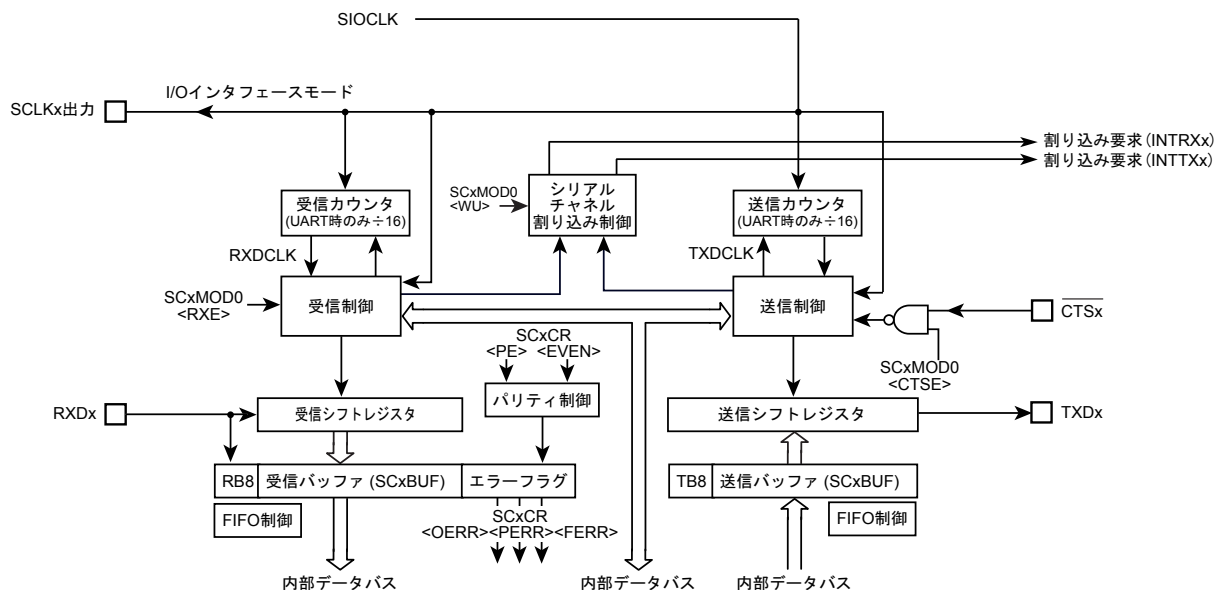 SIOCLK
SCLKx出力
I/Oインタフェースモード
割り込み要求(INTRXx)
割り込み要求(INTTXx)
受信カウンタ
(UART時のみ÷16)
SCxMOD0
<WU>
シリアル
チャネル
割り込み制御
送信カウンタ
(UART時のみ÷16)
RXDCLK
TXDCLK
SCxMOD0
<RXE>
受信制御
送信制御
CTSx
SCxMOD0
<CTSE>
SCxCR
<PE> <EVEN>
パリティ制御
RXDx
受信シフトレジスタ
送信シフトレジスタ
TXDx
RB8
受信バッファ (SCxBUF)
エラーフラグ
TB8
送信バッファ (SCxBUF)
FIFO制御
SCxCR
<OERR><PERR><FERR>
FIFO制御
内部データバス
内部データバス
内部データバス